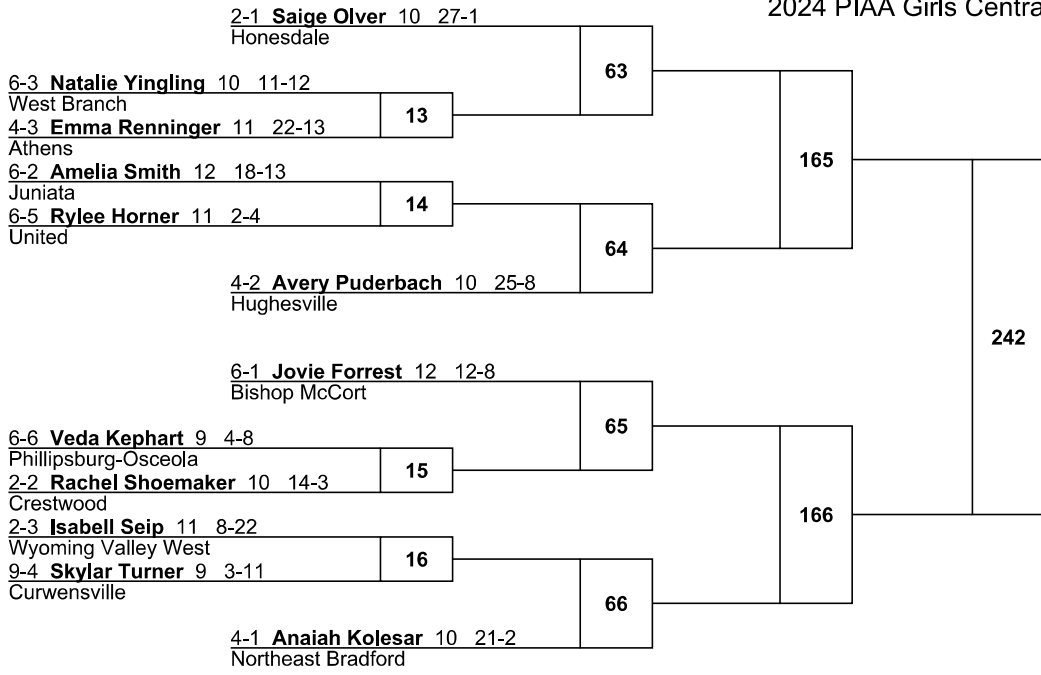 2024 PIAA Girls Centra
2-1 Saige Olver 10 27-1
Honesdale
63
6-3 Natalie Yingling 10 11-12
West Branch
13
4-3 Emma Renninger 11 22-13
Athens
165
6-2 Amelia Smith 12 18-13
Juniata
14
6-5 Rylee Horner 11 2-4
United
64
4-2 Avery Puderbach 10 25-8
Hughesville
242
6-1 Jovie Forrest 12 12-8
Bishop McCort
65
6-6 Veda Kephart 9 4-8
Phillipsburg-Osceola
15
2-2 Rachel Shoemaker 10 14-3
Crestwood
166
2-3 Isabell Seip 11 8-22
Wyoming Valley West
16
9-4 Skylar Turner 9 3-11
Curwensville
66
4-1 Anaiah Kolesar 10 21-2
Northeast Bradford